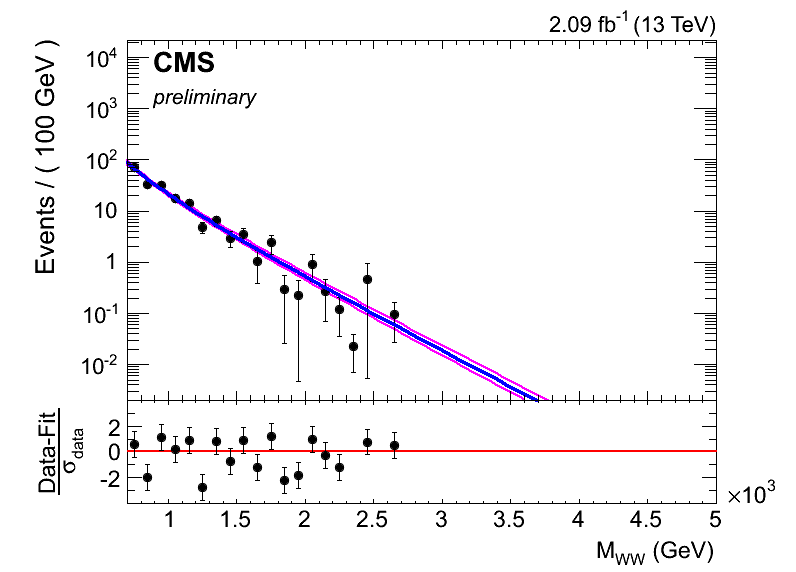 2.09 fb⁻¹ (13 TeV)
CMS
preliminary
Events / ( 100 GeV )
10⁴
10³
10²
10
1
10⁻¹
10⁻²
Data-Fit
σ_data
2
0
-2
1 1.5 2 2.5 3 3.5 4 4.5 5
×10³
M_WW (GeV)